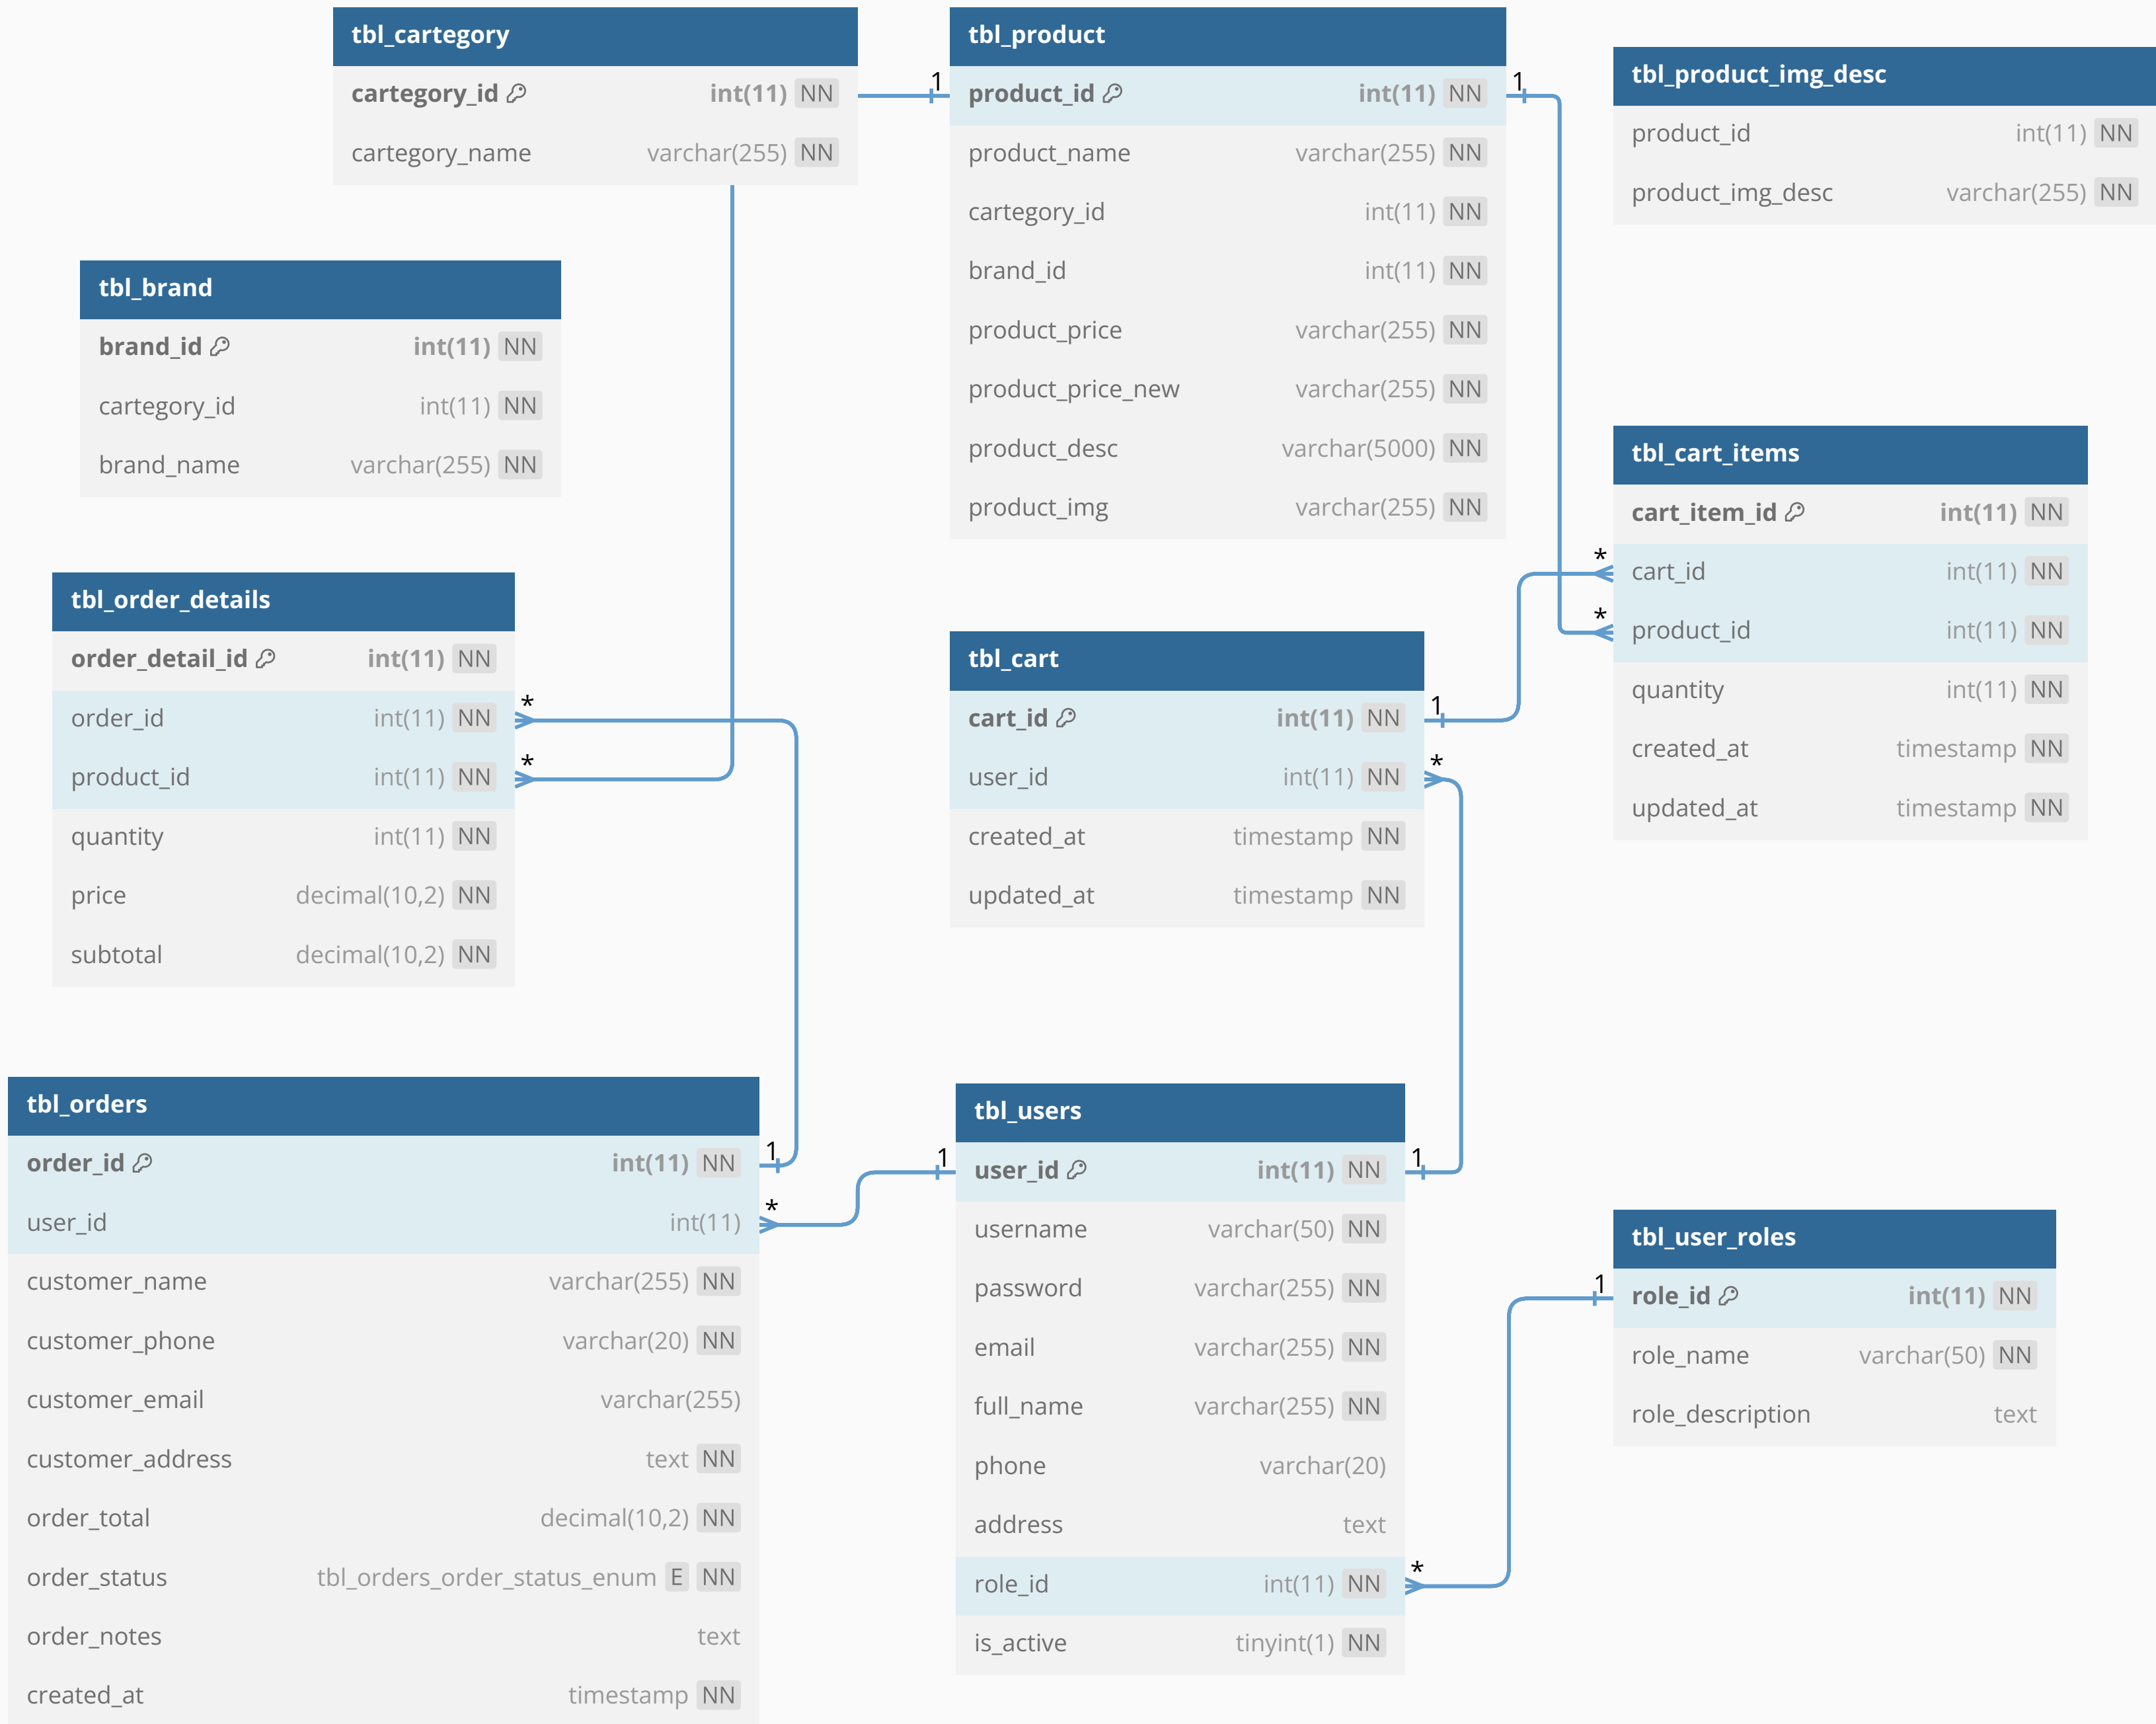 tbl_cartegory
cartegory_id int(11) NN
cartegory_name varchar(255) NN
1
tbl_product
product_id int(11) NN
product_name varchar(255) NN
cartegory_id int(11) NN
brand_id int(11) NN
product_price varchar(255) NN
product_price_new varchar(255) NN
product_desc varchar(5000) NN
product_img varchar(255) NN
1
tbl_product_img_desc
product_id int(11) NN
product_img_desc varchar(255) NN
tbl_brand
brand_id int(11) NN
cartegory_id int(11) NN
brand_name varchar(255) NN
tbl_cart_items
cart_item_id int(11) NN
* cart_id int(11) NN
* product_id int(11) NN
quantity int(11) NN
created_at timestamp NN
updated_at timestamp NN
tbl_order_details
order_detail_id int(11) NN
order_id int(11) NN *
product_id int(11) NN *
quantity int(11) NN
price decimal(10,2) NN
subtotal decimal(10,2) NN
tbl_cart
cart_id int(11) NN 1
user_id int(11) NN *
created_at timestamp NN
updated_at timestamp NN
tbl_orders
order_id int(11) NN 1
user_id int(11) *
customer_name varchar(255) NN
customer_phone varchar(20) NN
customer_email varchar(255)
customer_address text NN
order_total decimal(10,2) NN
order_status tbl_orders_order_status_enum E NN
order_notes text
created_at timestamp NN
tbl_users
1 user_id int(11) NN 1
username varchar(50) NN
password varchar(255) NN
email varchar(255) NN
full_name varchar(255) NN
phone varchar(20)
address text
role_id int(11) NN *
is_active tinyint(1) NN
tbl_user_roles
1 role_id int(11) NN
role_name varchar(50) NN
role_description text